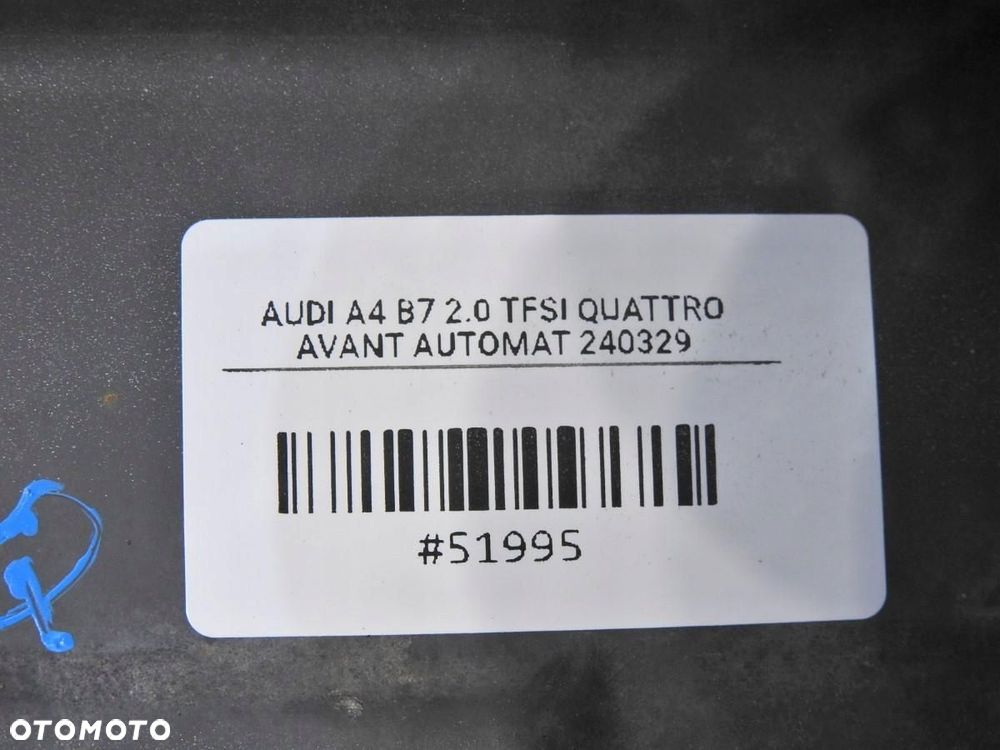 AUDI A4 B7 2.0 TFSI QUATTRO
AVANT AUTOMAT 240329
#51995
OTOMOTO